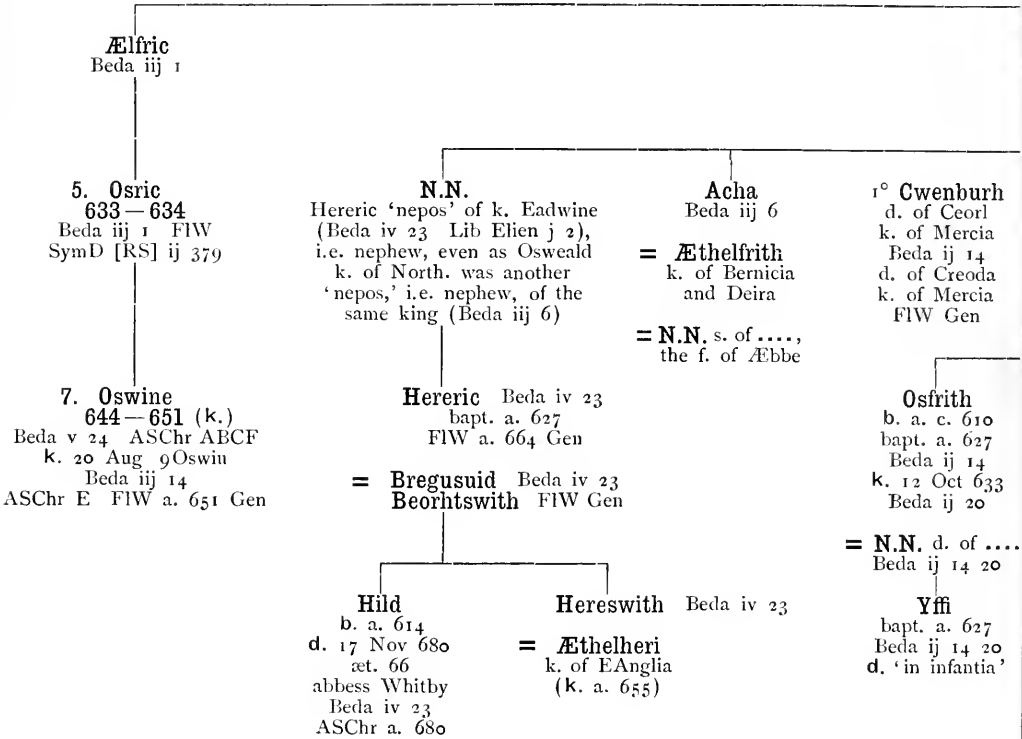 Ælfric
Beda iij 1
5. Osric
633—634
Beda iij 1 FlW
SymD [RS] ij 379
7. Oswine
644—651 (k.)
Beda v 24 ASChr ABCF
k. 20 Aug 9Oswin
Beda iij 14
ASChr E FlW a. 651 Gen
N.N.
Hereric 'nepos' of k. Eadwine
(Beda iv 23 Lib Elien j 2),
i.e. nephew, even as Osweald
k. of North. was another
'nepos,' i.e. nephew, of the
same king (Beda iij 6)
Hereric Beda iv 23
bapt. a. 627
FlW a. 664 Gen
= Bregusuid Beda iv 23
Beorhtswith FlW Gen
Hild
b. a. 614
d. 17 Nov 680
æt. 66
abbess Whitby
Beda iv 23
ASChr a. 680
Hereswith Beda iv 23
= Æthelheri
k. of EAnglia
(k. a. 655)
Acha
Beda iij 6
= Æthelfrith
k. of Bernicia
and Deira
= N.N. s. of ....,
the f. of Æbbe
1° Cwenburh
d. of Ceorl
k. of Mercia
Beda ij 14
d. of Creoda
k. of Mercia
FlW Gen
Osfrith
b. a. c. 610
bapt. a. 627
Beda ij 14
k. 12 Oct 633
Beda ij 20
= N.N. d. of ....
Beda ij 14 20
Yffi
bapt. a. 627
Beda ij 14 20
d. 'in infantia'